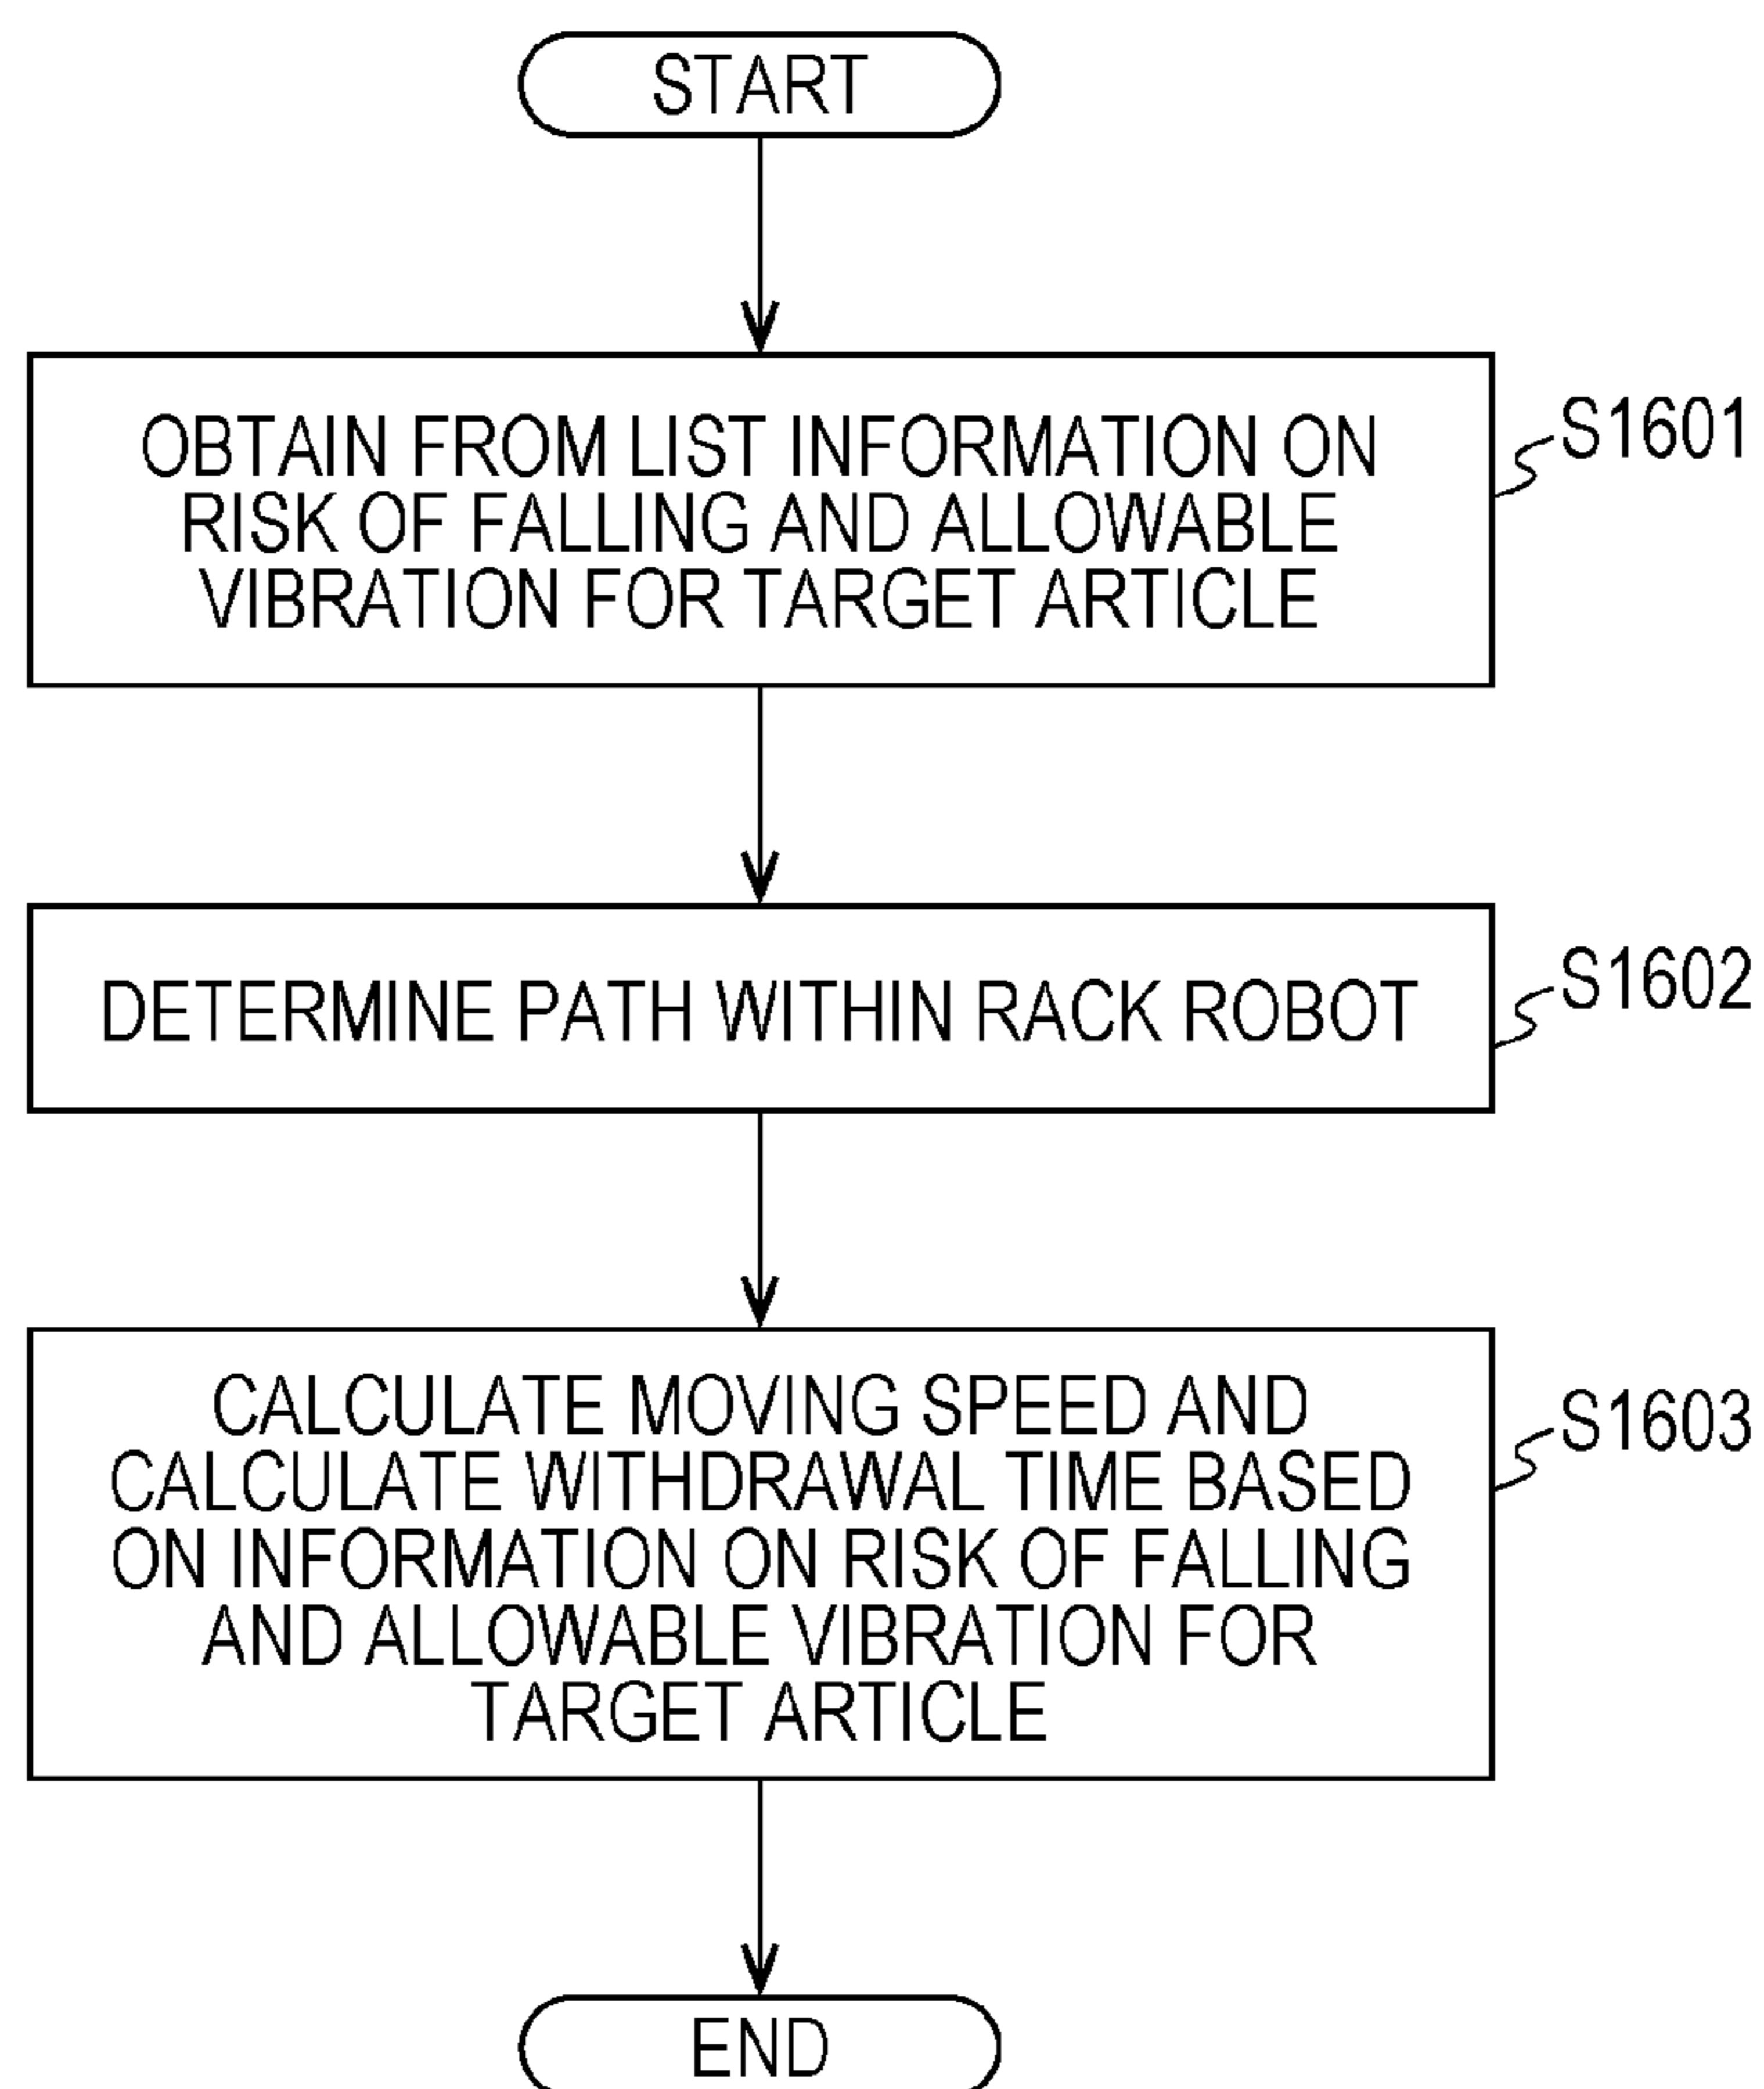 START
OBTAIN FROM LIST INFORMATION ON
RISK OF FALLING AND ALLOWABLE
VIBRATION FOR TARGET ARTICLE
S1601
DETERMINE PATH WITHIN RACK ROBOT
S1602
CALCULATE MOVING SPEED AND
CALCULATE WITHDRAWAL TIME BASED
ON INFORMATION ON RISK OF FALLING
AND ALLOWABLE VIBRATION FOR
TARGET ARTICLE
S1603
END